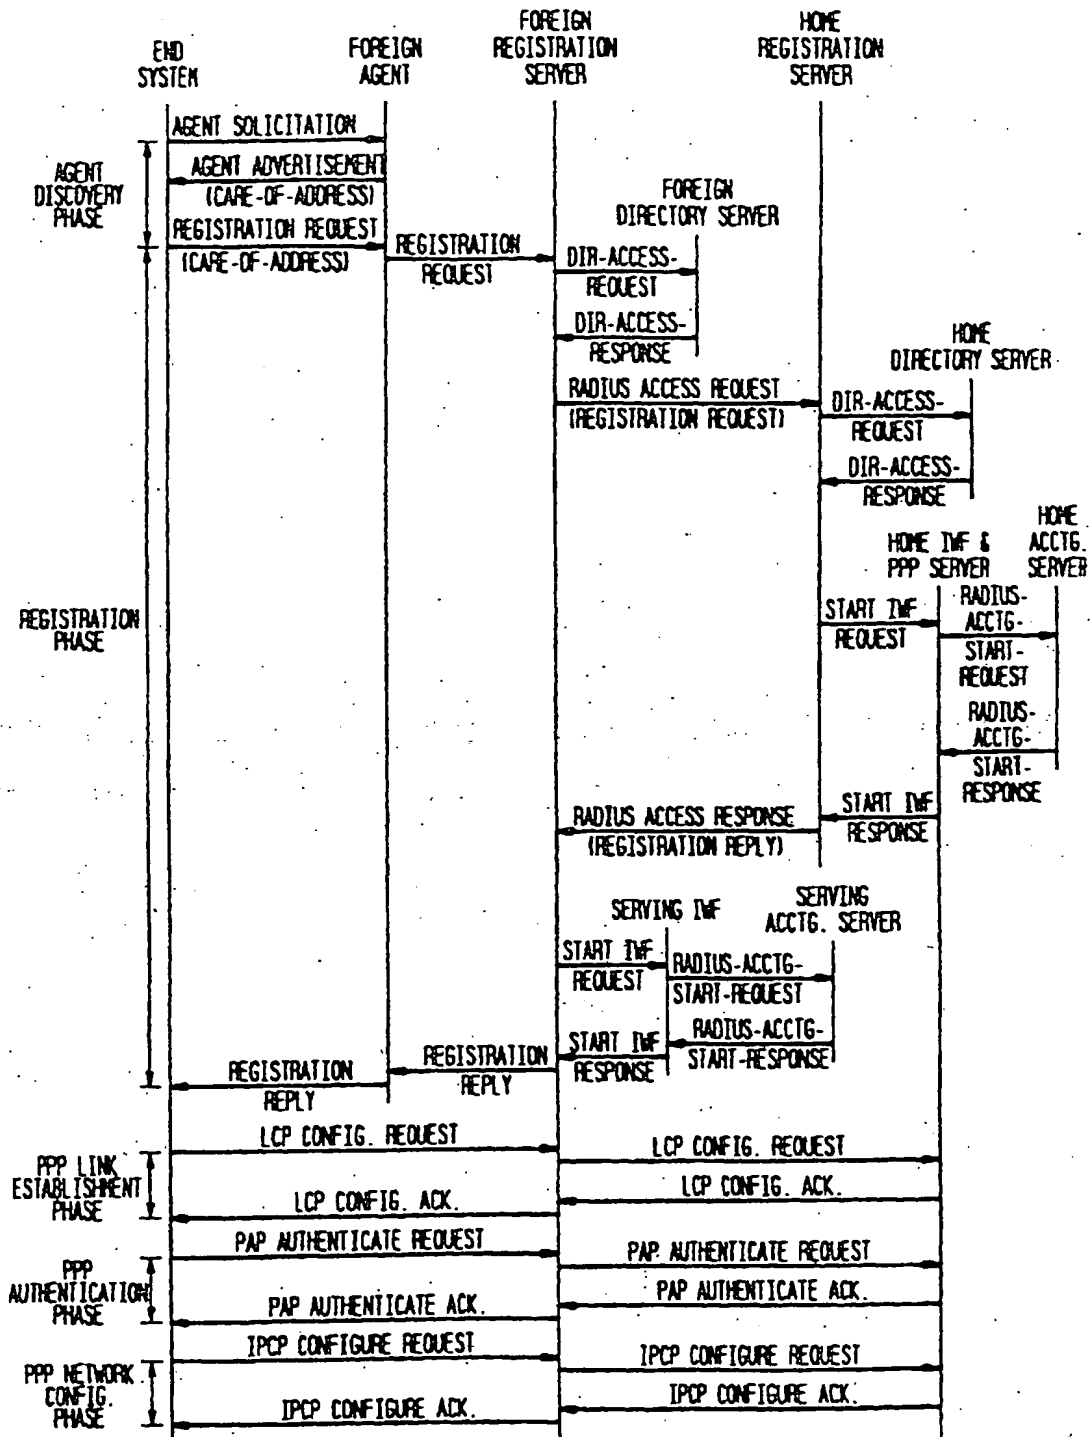 END
SYSTEM
FOREIGN
AGENT
FOREIGN
REGISTRATION
SERVER
HOME
REGISTRATION
SERVER
AGENT SOLICITATION
AGENT
DISCOVERY
PHASE
AGENT ADVERTISEMENT
(CARE-OF-ADDRESS)
FOREIGN
DIRECTORY SERVER
REGISTRATION REQUEST
(CARE-OF-ADDRESS)
REGISTRATION
REQUEST
DIR-ACCESS-
REQUEST
DIR-ACCESS-
RESPONSE
HOME
DIRECTORY SERVER
RADIUS ACCESS REQUEST
(REGISTRATION REQUEST)
DIR-ACCESS-
REQUEST
DIR-ACCESS-
RESPONSE
HOME IWF &
PPP SERVER
HOME
ACCTG.
SERVER
REGISTRATION
PHASE
START IWF
REQUEST
RADIUS-
ACCTG-
START-
REQUEST
RADIUS-
ACCTG-
START-
RESPONSE
START IWF
RESPONSE
RADIUS ACCESS RESPONSE
(REGISTRATION REPLY)
SERVING IWF
SERVING
ACCTG. SERVER
START IWF
REQUEST
RADIUS-ACCTG-
START-REQUEST
RADIUS-ACCTG-
START-RESPONSE
START IWF
RESPONSE
REGISTRATION
REPLY
REGISTRATION
REPLY
LCP CONFIG. REQUEST
LCP CONFIG. REQUEST
PPP LINK
ESTABLISHMENT
PHASE
LCP CONFIG. ACK.
LCP CONFIG. ACK.
PAP AUTHENTICATE REQUEST
PAP AUTHENTICATE REQUEST
PPP
AUTHENTICATION
PHASE
PAP AUTHENTICATE ACK.
PAP AUTHENTICATE ACK.
IPCP CONFIGURE REQUEST
IPCP CONFIGURE REQUEST
PPP NETWORK
CONFIG.
PHASE
IPCP CONFIGURE ACK.
IPCP CONFIGURE ACK.